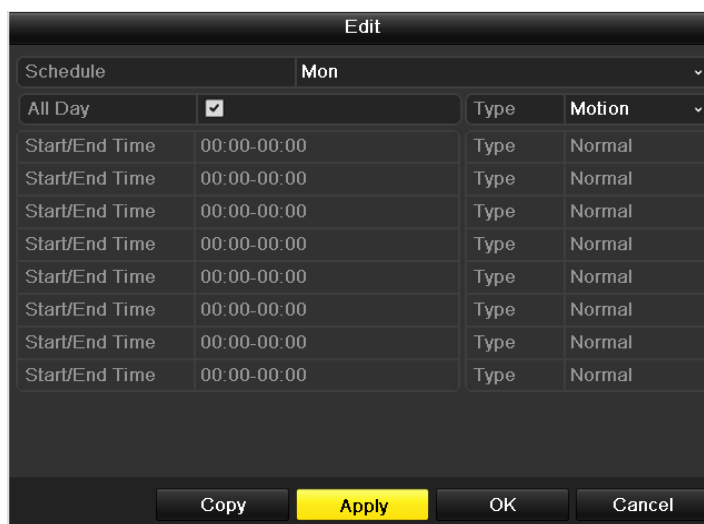 Edit
Schedule Mon
All Day Type Motion
Start/End Time 00:00-00:00 Type Normal
Start/End Time 00:00-00:00 Type Normal
Start/End Time 00:00-00:00 Type Normal
Start/End Time 00:00-00:00 Type Normal
Start/End Time 00:00-00:00 Type Normal
Start/End Time 00:00-00:00 Type Normal
Start/End Time 00:00-00:00 Type Normal
Start/End Time 00:00-00:00 Type Normal
Copy Apply OK Cancel